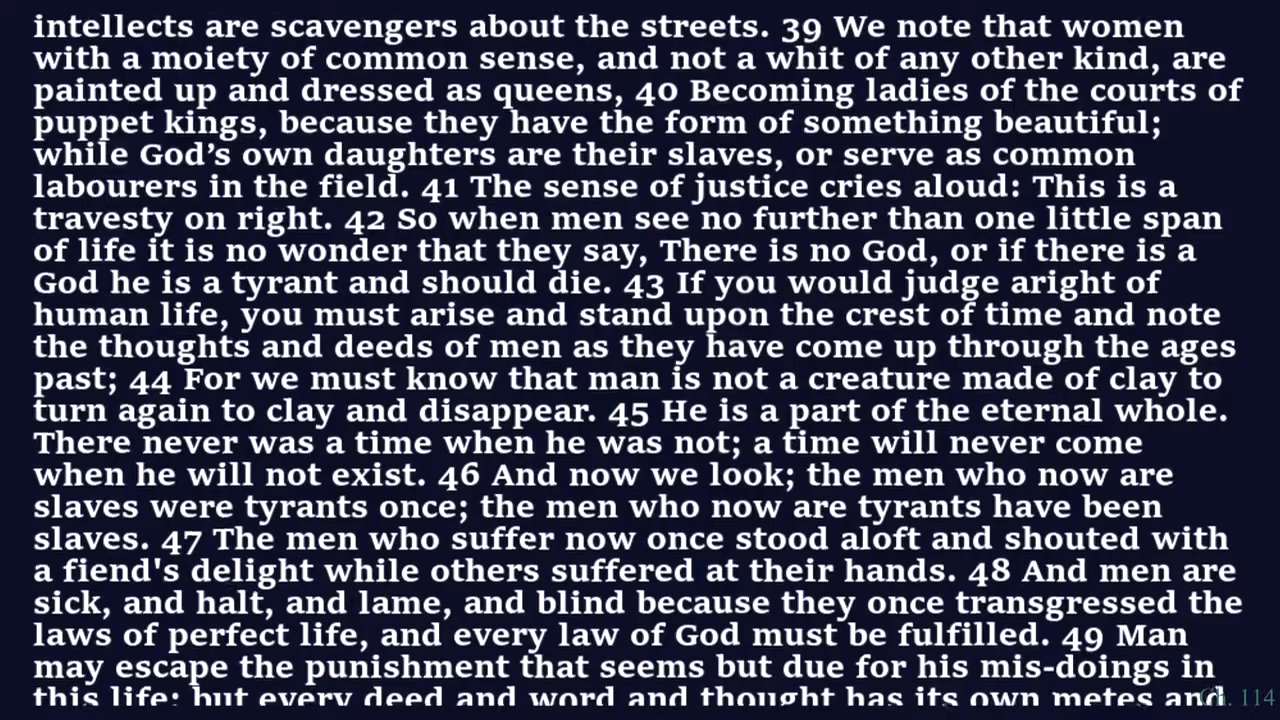 intellects are scavengers about the streets. 39 We note that women
with a moiety of common sense, and not a whit of any other kind, are
painted up and dressed as queens, 40 Becoming ladies of the courts of
puppet kings, because they have the form of something beautiful;
while God’s own daughters are their slaves, or serve as common
labourers in the field. 41 The sense of justice cries aloud: This is a
travesty on right. 42 So when men see no further than one little span
of life it is no wonder that they say, There is no God, or if there is a
God he is a tyrant and should die. 43 If you would judge aright of
human life, you must arise and stand upon the crest of time and note
the thoughts and deeds of men as they have come up through the ages
past; 44 For we must know that man is not a creature made of clay to
turn again to clay and disappear. 45 He is a part of the eternal whole.
There never was a time when he was not; a time will never come
when he will not exist. 46 And now we look; the men who now are
slaves were tyrants once; the men who now are tyrants have been
slaves. 47 The men who suffer now once stood aloft and shouted with
a fiend's delight while others suffered at their hands. 48 And men are
sick, and halt, and lame, and blind because they once transgressed the
laws of perfect life, and every law of God must be fulfilled. 49 Man
may escape the punishment that seems but due for his mis-doings in
this life; but every deed and word and thought has its own metes and
Ch. 114